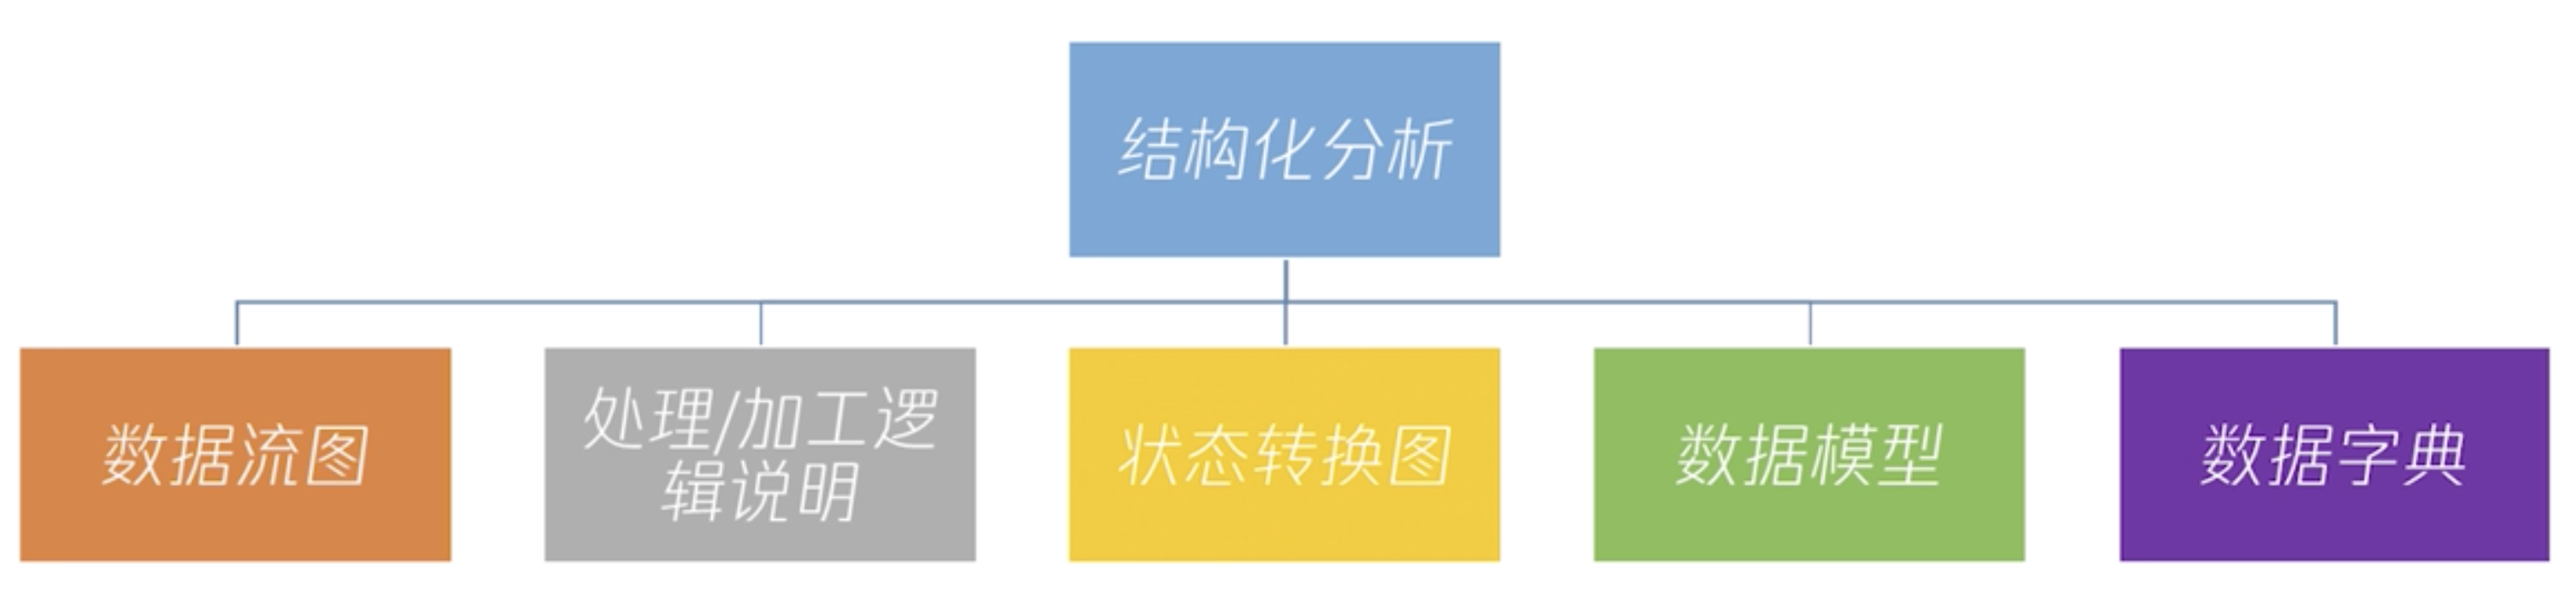 结构化分析
数据流图
处理/加工逻
辑说明
状态转换图
数据模型
数据字典